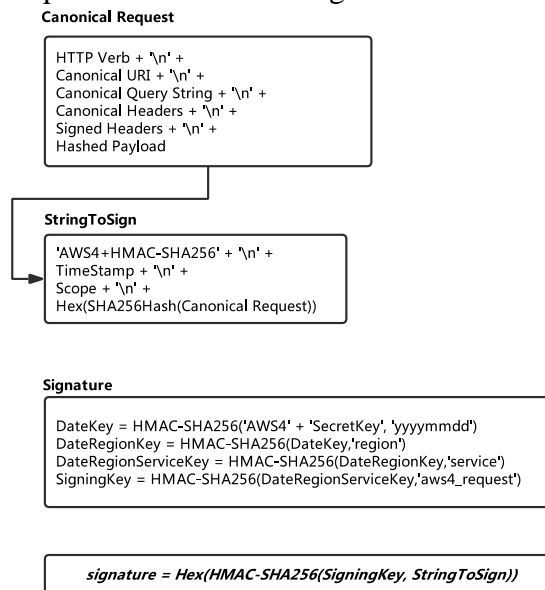 Canonical Request
HTTP Verb + '\n' +
Canonical URI + '\n' +
Canonical Query String + '\n' +
Canonical Headers + '\n' +
Signed Headers + '\n' +
Hashed Payload
StringToSign
'AWS4+HMAC-SHA256' + '\n' +
TimeStamp + '\n' +
Scope + '\n' +
Hex(SHA256Hash(Canonical Request))
Signature
DateKey = HMAC-SHA256('AWS4' + 'SecretKey', 'yyyymmdd')
DateRegionKey = HMAC-SHA256(DateKey,'region')
DateRegionServiceKey = HMAC-SHA256(DateRegionKey,'service')
SigningKey = HMAC-SHA256(DateRegionServiceKey,'aws4_request')
signature = Hex(HMAC-SHA256(SigningKey, StringToSign))